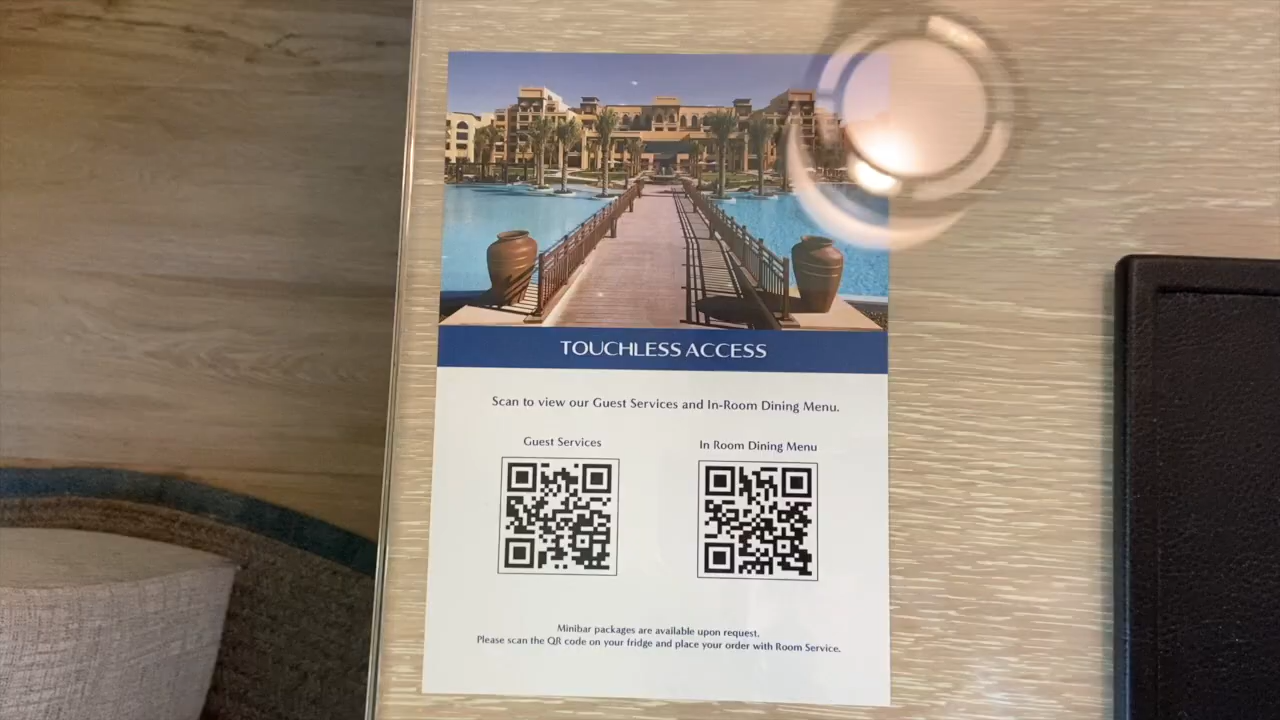 TOUCHLESS ACCESS
Scan to view our Guest Services and In-Room Dining Menu.
Guest Services
In Room Dining Menu
Minibar packages are available upon request.
Please scan the QR code on your fridge and place your order with Room Service.